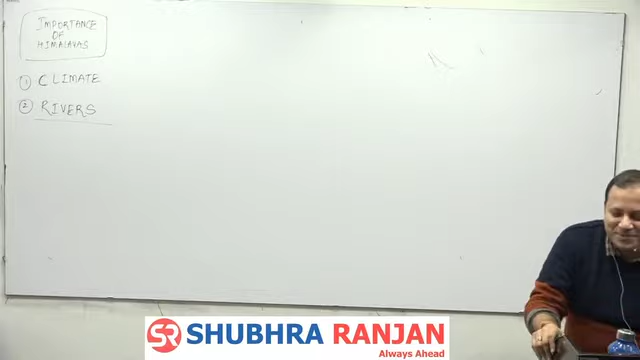 IMPORTANCE
OF
HIMALAYAS
① CLIMATE
② RIVERS
SR SHUBHRA RANJAN
Always Ahead